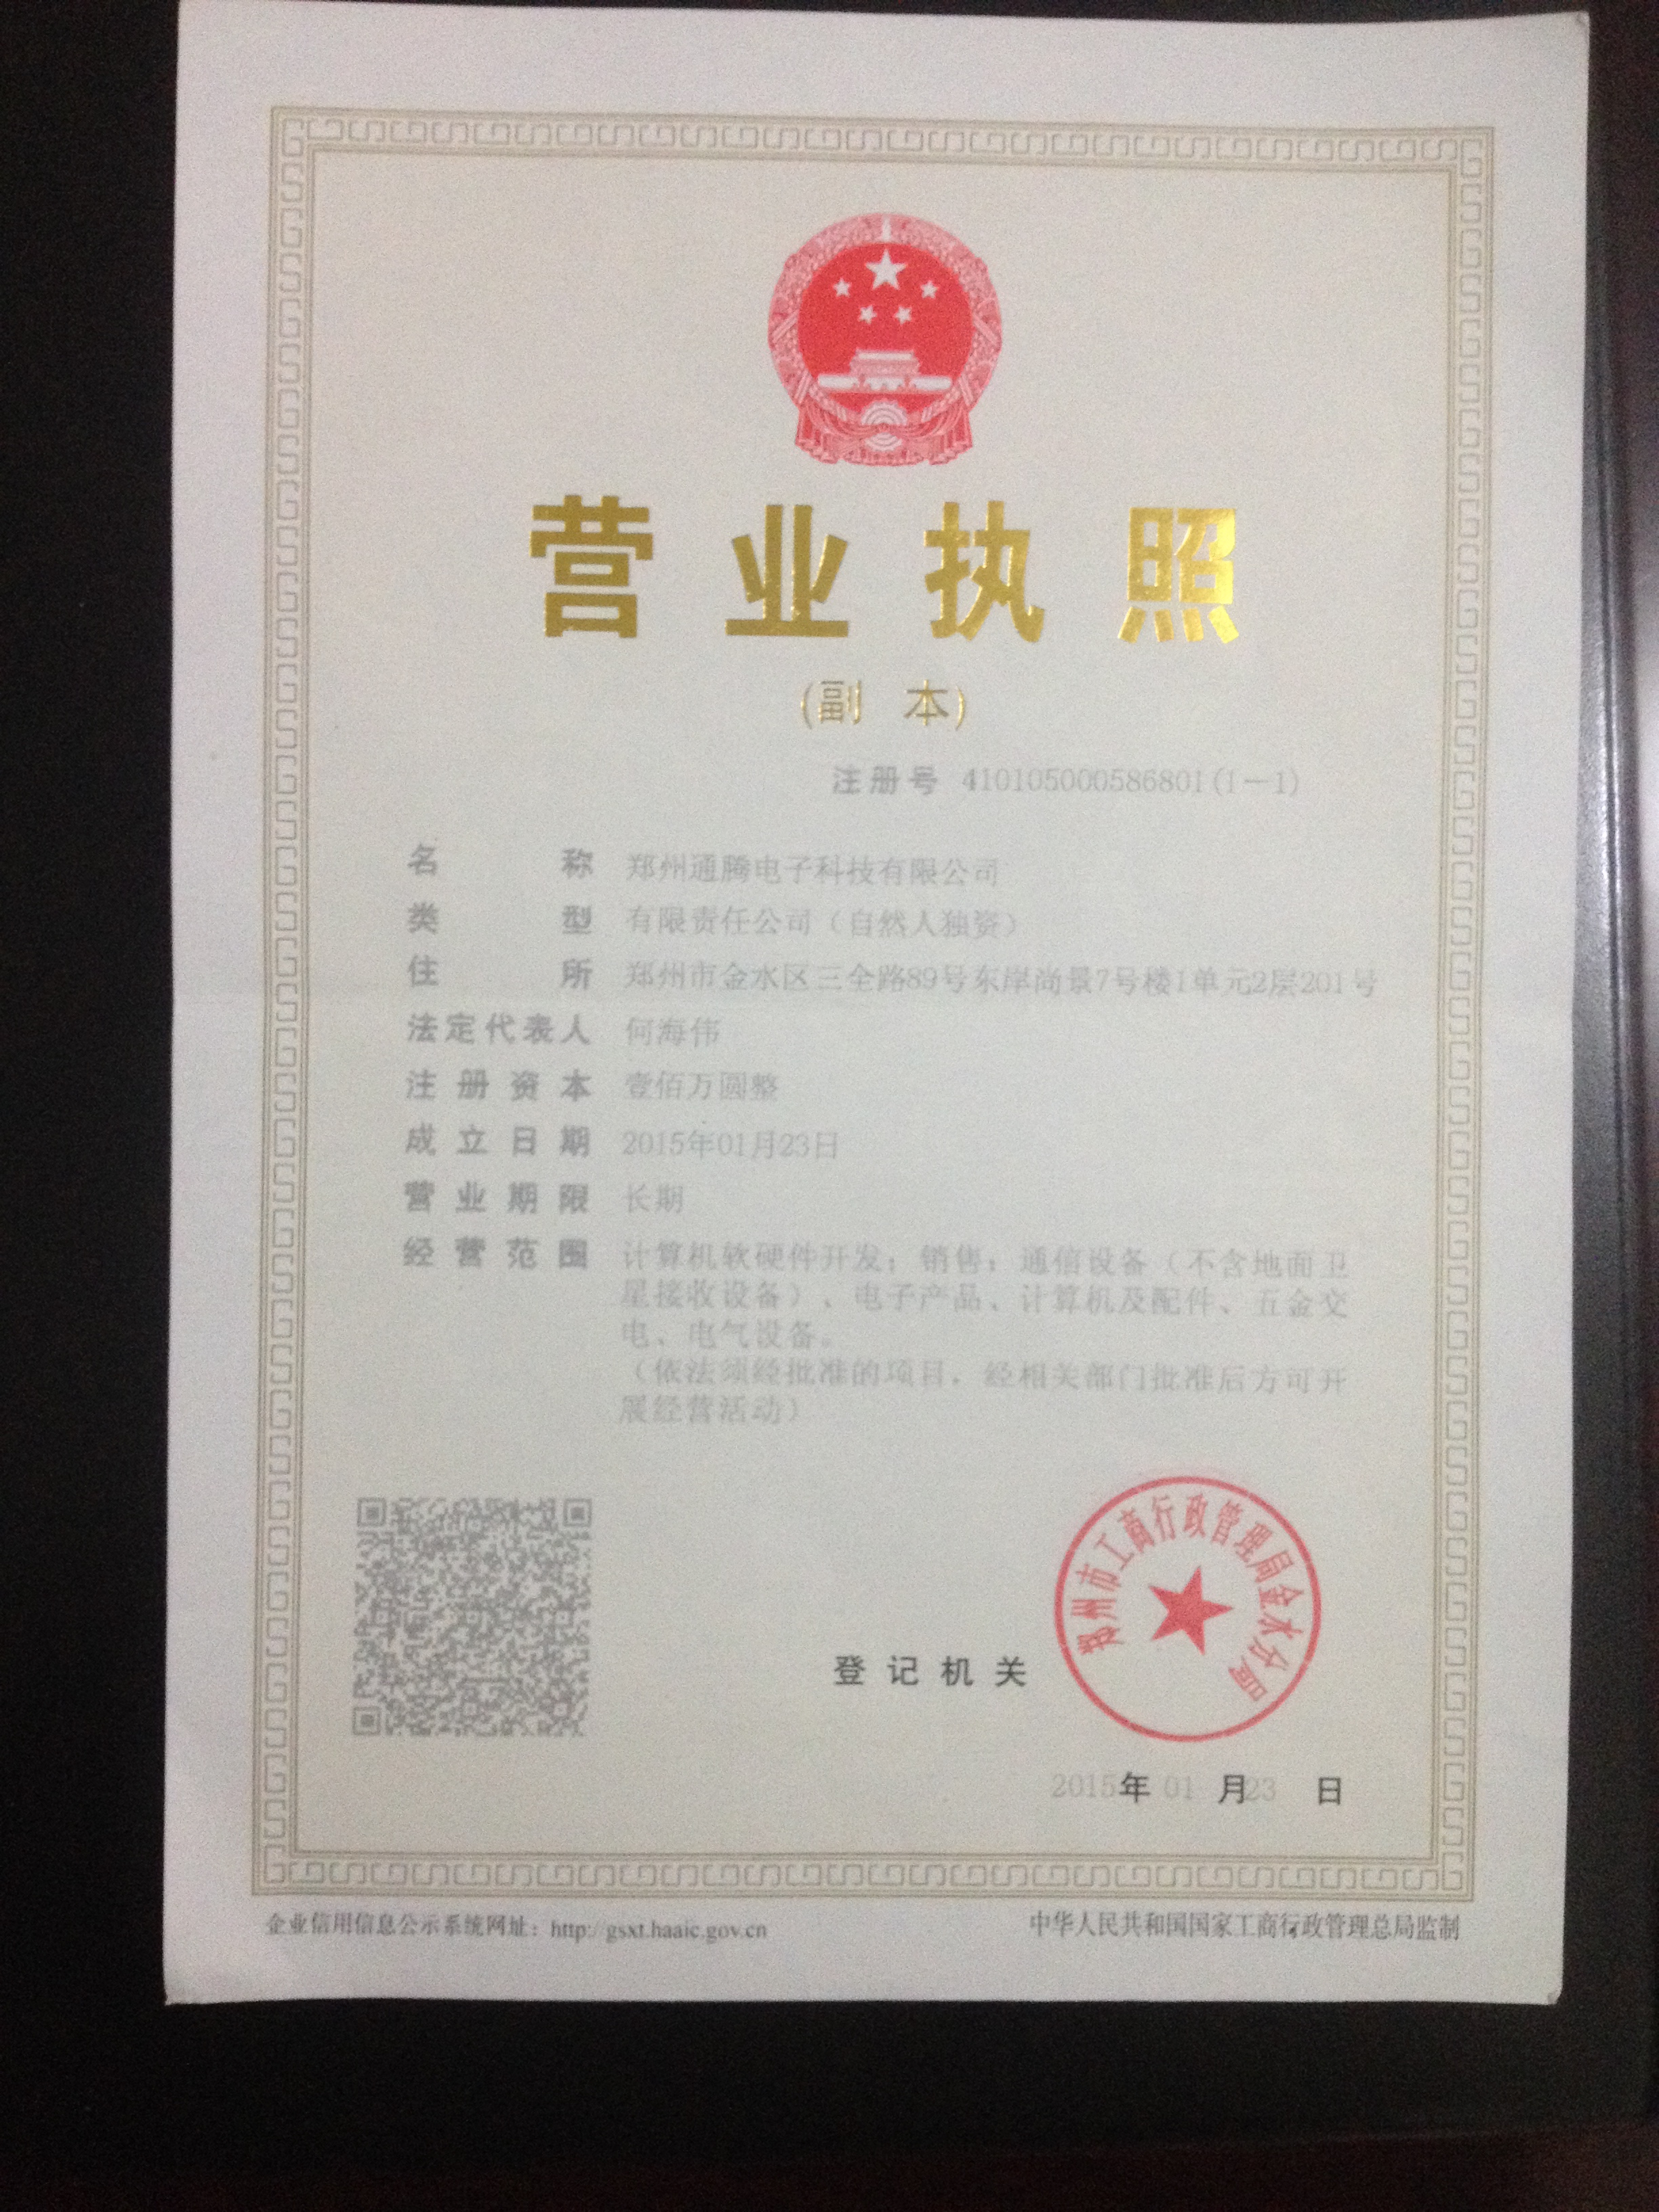 营业执照
(副 本)
注册号 410105000586801(1-1)
名称 郑州通腾电子科技有限公司
类型 有限责任公司（自然人独资）
住所 郑州市金水区三全路89号东岸尚景7号楼1单元2层201号
法定代表人 何海伟
注册资本 壹佰万圆整
成立日期 2015年01月23日
营业期限 长期
经营范围 计算机软硬件开发；销售：通信设备（不含地面卫
星接收设备）、电子产品、计算机及配件、五金交
电、电气设备。
（依法须经批准的项目，经相关部门批准后方可开
展经营活动）
郑州市工商行政管理局金水分局
登记机关
2015年 01 月23 日
企业信用信息公示系统网址：http://gsxt.haaic.gov.cn
中华人民共和国国家工商行政管理总局监制